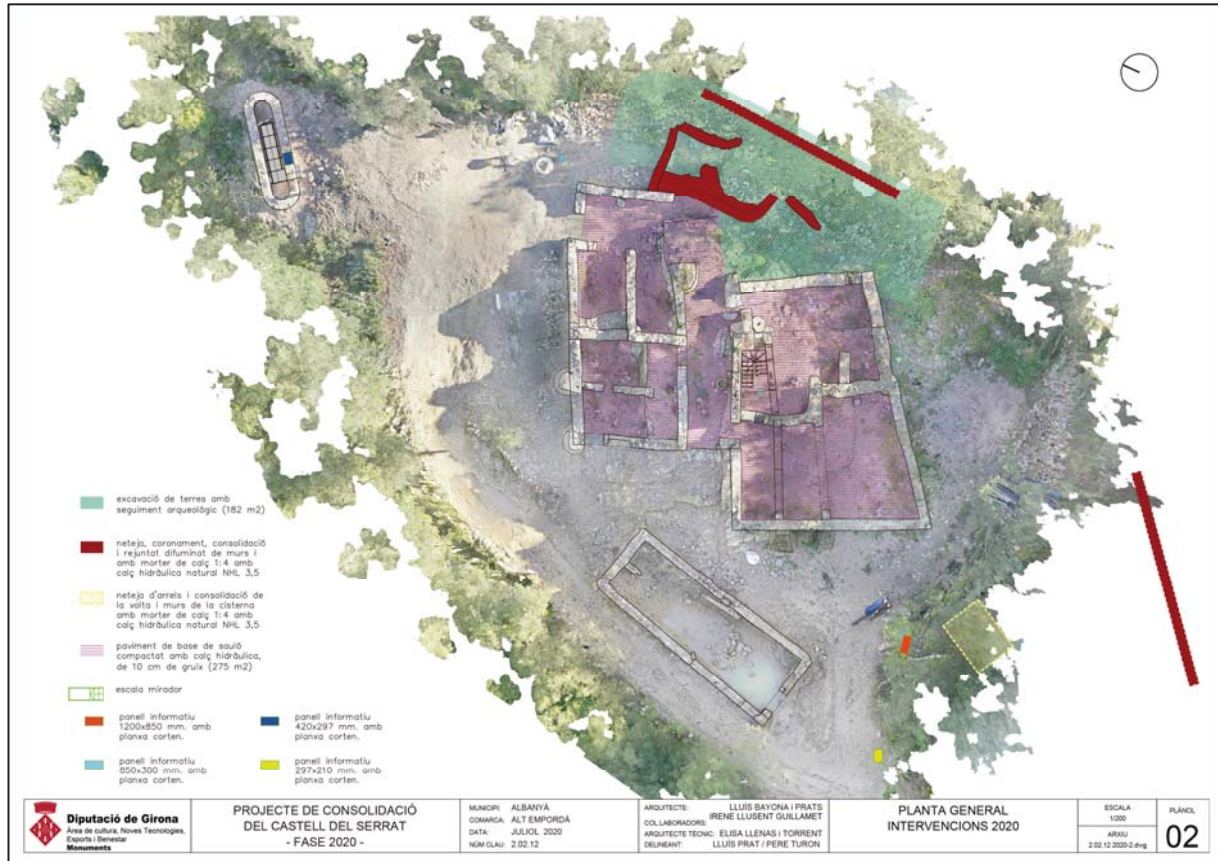 excavació de terres amb
seguiment arqueològic (182 m2)
neteja, coronament, consolidació
i rejuntat difuminat de murs i
amb morter de calç 1:4 amb
calç hidràulica natural NHL 3,5
neteja d'arrels i consolidació de
la volta i murs de la cisterna
amb morter de calç 1:4 amb
calç hidràulica natural NHL 3,5
paviment de base de sauló
compactat amb calç hidràulica,
de 10 cm de gruix (275 m2)
escala mirador
panell informatiu
1200x850 mm. amb
planxa corten.
panell informatiu
420x297 mm. amb
planxa corten.
panell informatiu
850x300 mm. amb
planxa corten.
panell informatiu
297x210 mm. amb
planxa corten.
Diputació de Girona
Àrea de cultura, Noves Tecnologies,
Esports i Benestar
Monuments
PROJECTE DE CONSOLIDACIÓ
DEL CASTELL DEL SERRAT
- FASE 2020 -
MUNICIPI: ALBANYÀ
COMARCA: ALT EMPORDÀ
DATA: JULIOL 2020
NÚM CLAU: 2.02.12
ARQUITECTE: LLUÍS BAYONA i PRATS
COL.LABORADORS: IRENE LLUSENT GUILLAMET
ARQUITECTE TÈCNIC: ELISA LLENAS i TORRENT
DELINEANT: LLUÍS PRAT / PERE TURON
PLANTA GENERAL
INTERVENCIONS 2020
ESCALA
1/200
ARXIU
2.02.12 2020-2.dwg
PLÀNOL
02